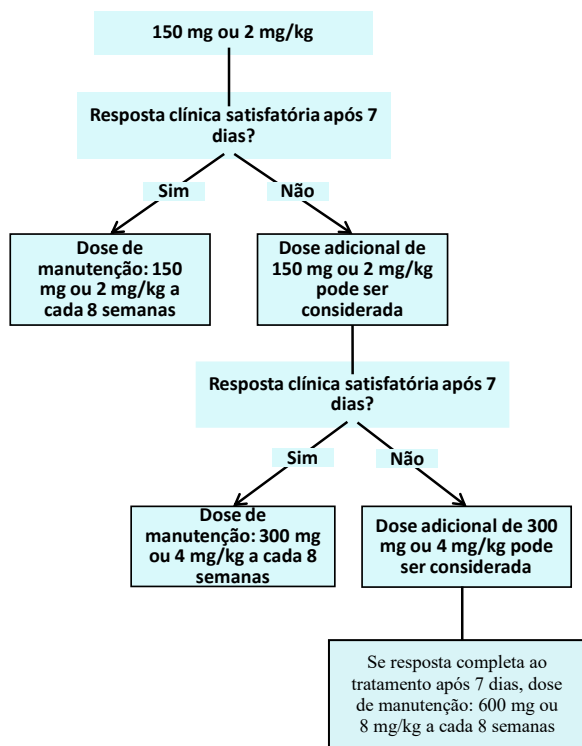 150 mg ou 2 mg/kg
Resposta clínica satisfatória após 7
dias?
Sim
Não
Dose de
manutenção: 150
mg ou 2 mg/kg a
cada 8 semanas
Dose adicional de
150 mg ou 2 mg/kg
pode ser
considerada
Resposta clínica satisfatória após 7
dias?
Sim
Não
Dose de
manutenção: 300 mg
ou 4 mg/kg a cada 8
semanas
Dose adicional de 300
mg ou 4 mg/kg pode
ser considerada
Se resposta completa ao
tratamento após 7 dias, dose
de manutenção: 600 mg ou
8 mg/kg a cada 8 semanas